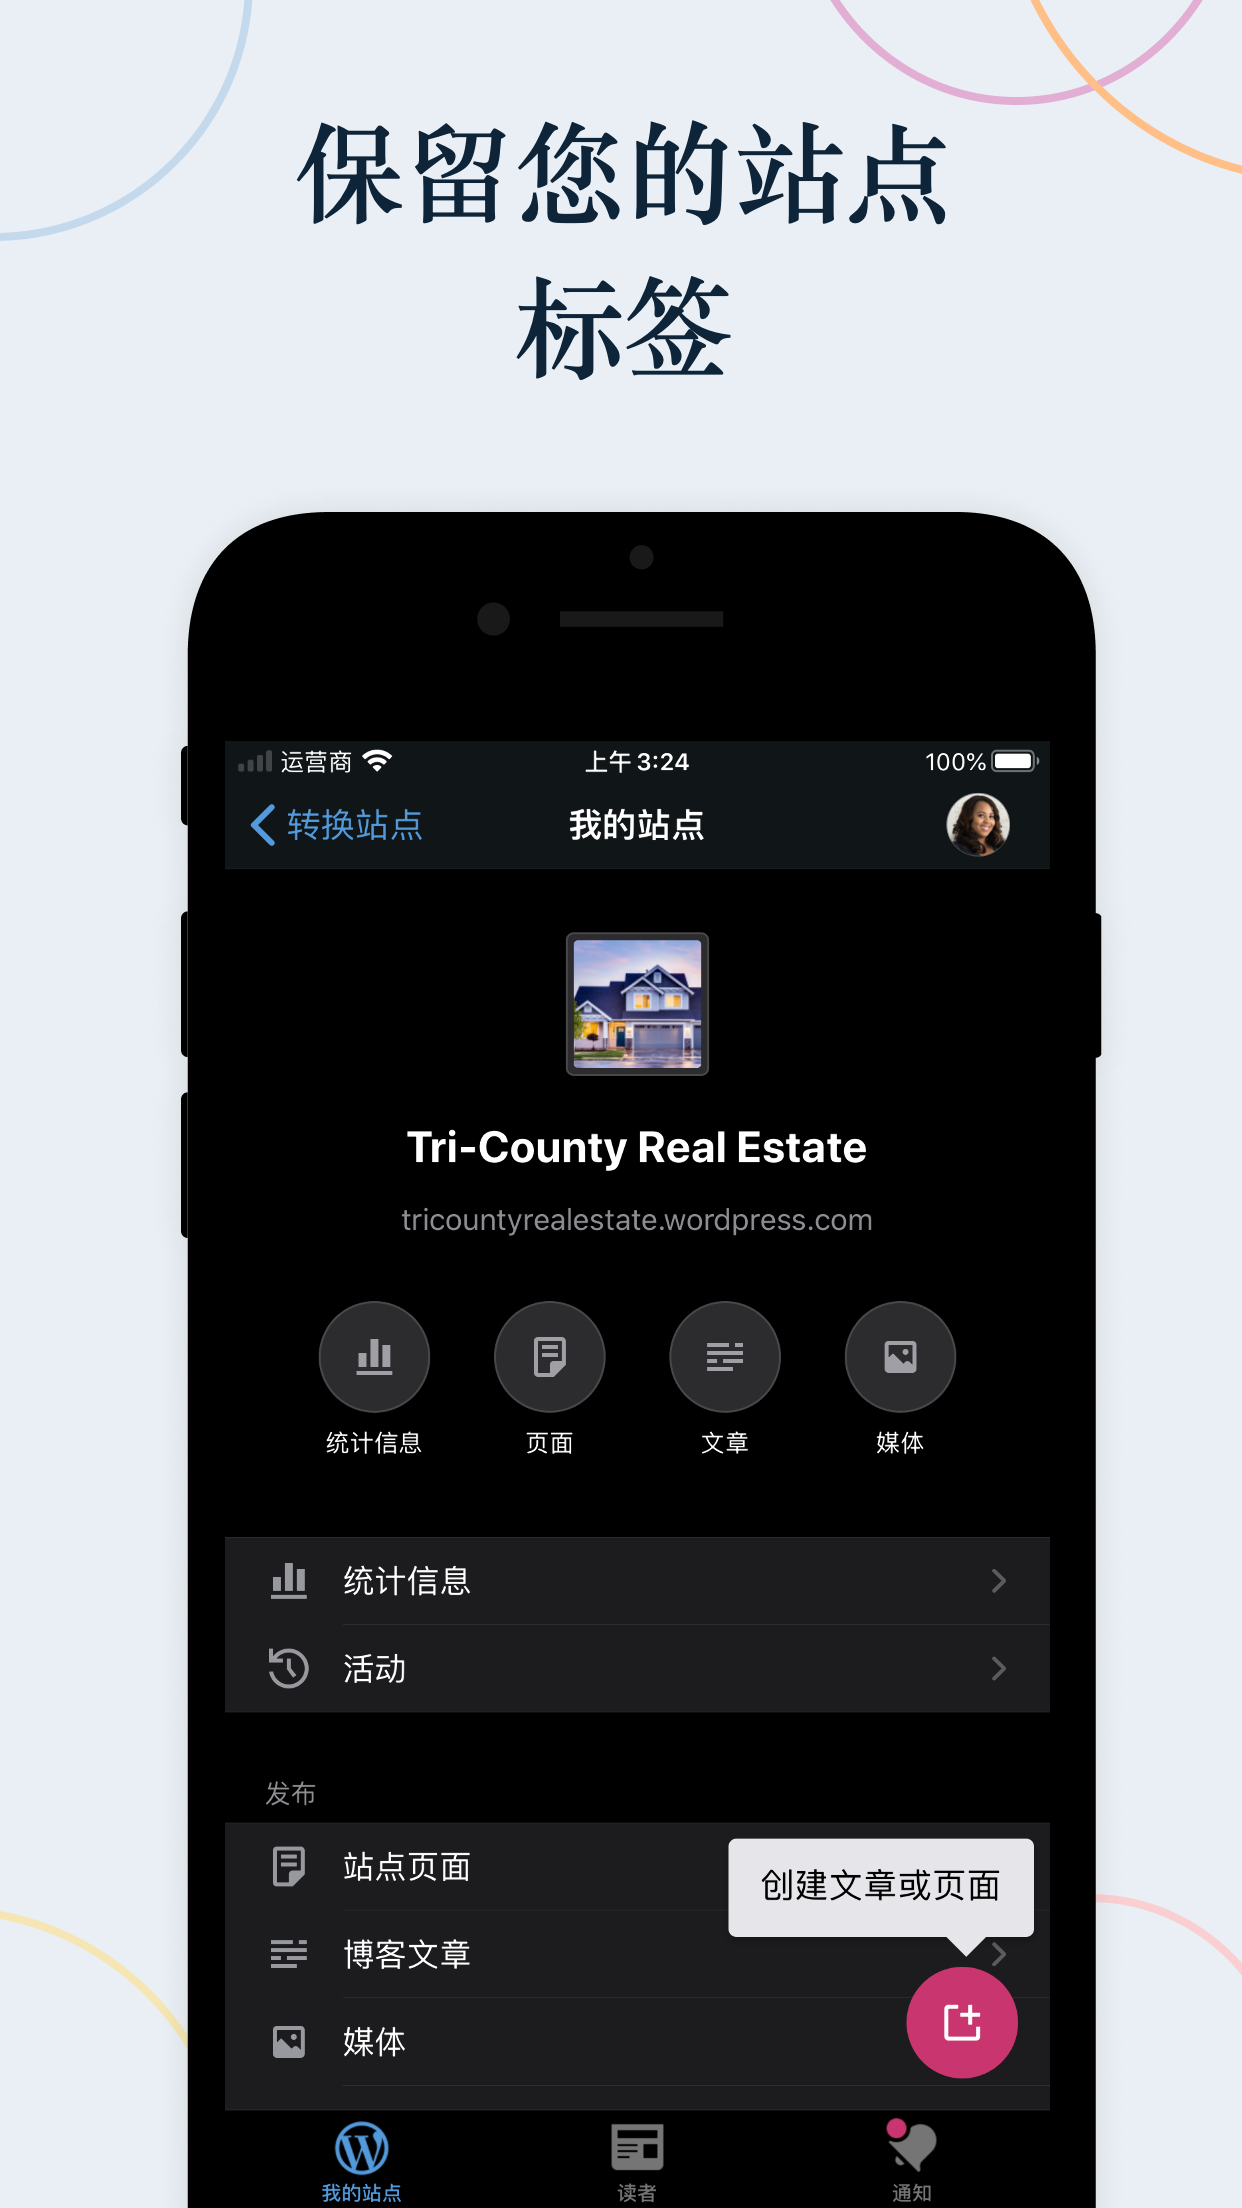 保留您的站点
标签
运营商
上午 3:24
100%
转换站点
我的站点
Tri-County Real Estate
tricountyrealestate.wordpress.com
统计信息
页面
文章
媒体
统计信息
活动
发布
站点页面
创建文章或页面
博客文章
媒体
我的站点
读者
通知